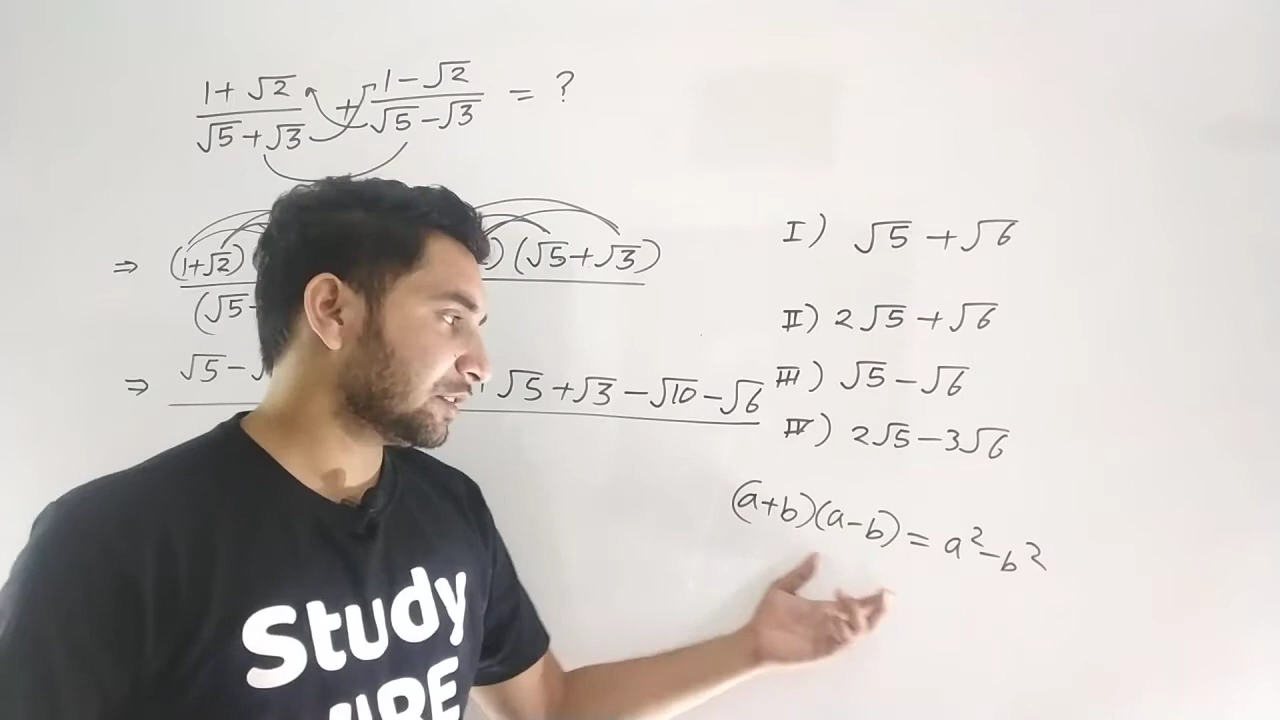 1+√2 / √5+√3 + 1−√2 / √5−√3 = ?
⇒ (1+√2) ) (√5+√3)
(√5-
⇒ √5−√ √5+√3−√10−√6
I) √5+√6
II) 2√5+√6
III) √5−√6
IV) 2√5−3√6
(a+b)(a−b)=a²−b²
Study